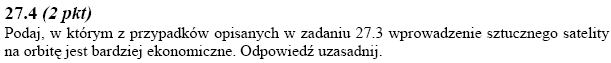 27.4 (2 pkt)
Podaj, w którym z przypadków opisanych w zadaniu 27.3 wprowadzenie sztucznego satelity
na orbitę jest bardziej ekonomiczne. Odpowiedź uzasadnij.